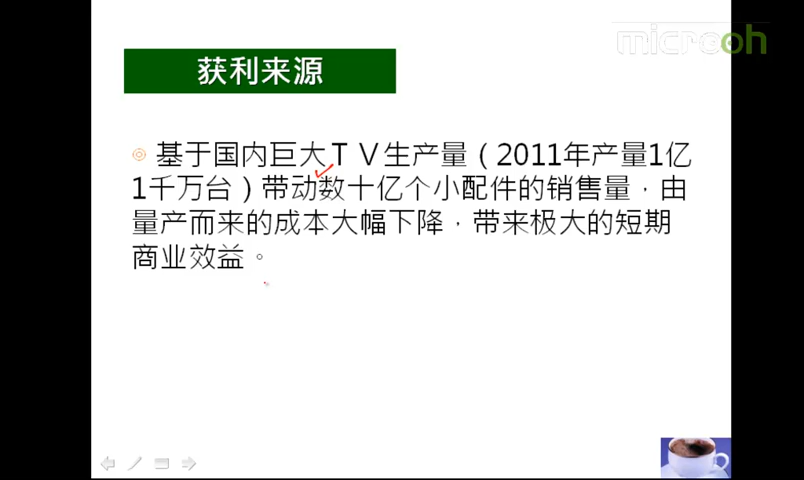 microoh
获利来源
基于国内巨大ＴＶ生产量（2011年产量1亿
1千万台）带动数十亿个小配件的销售量，由
量产而来的成本大幅下降，带来极大的短期
商业效益。